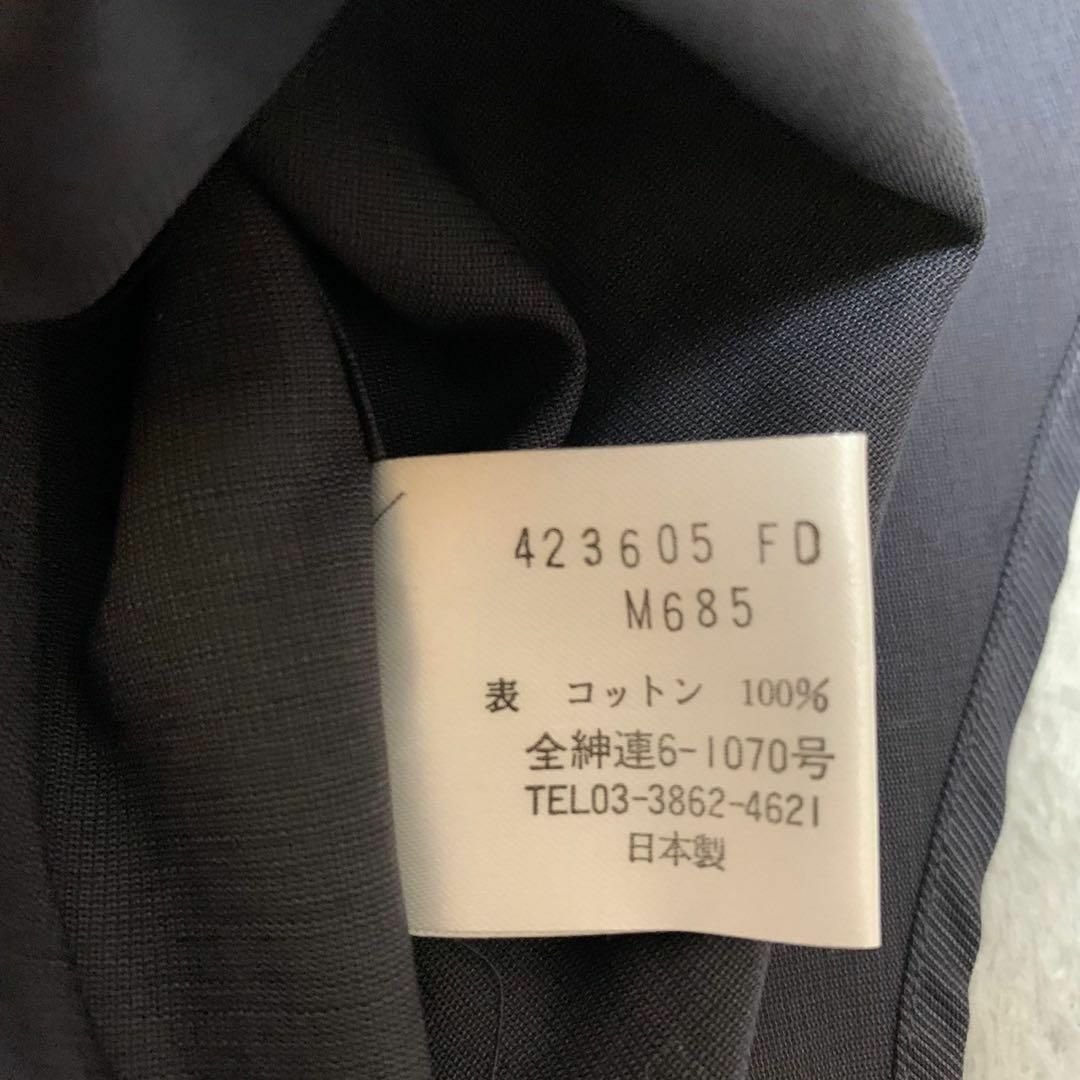 423605 FD
M685
表 コットン 100%
全紳連6-1070号
TEL03-3862-4621
日本製